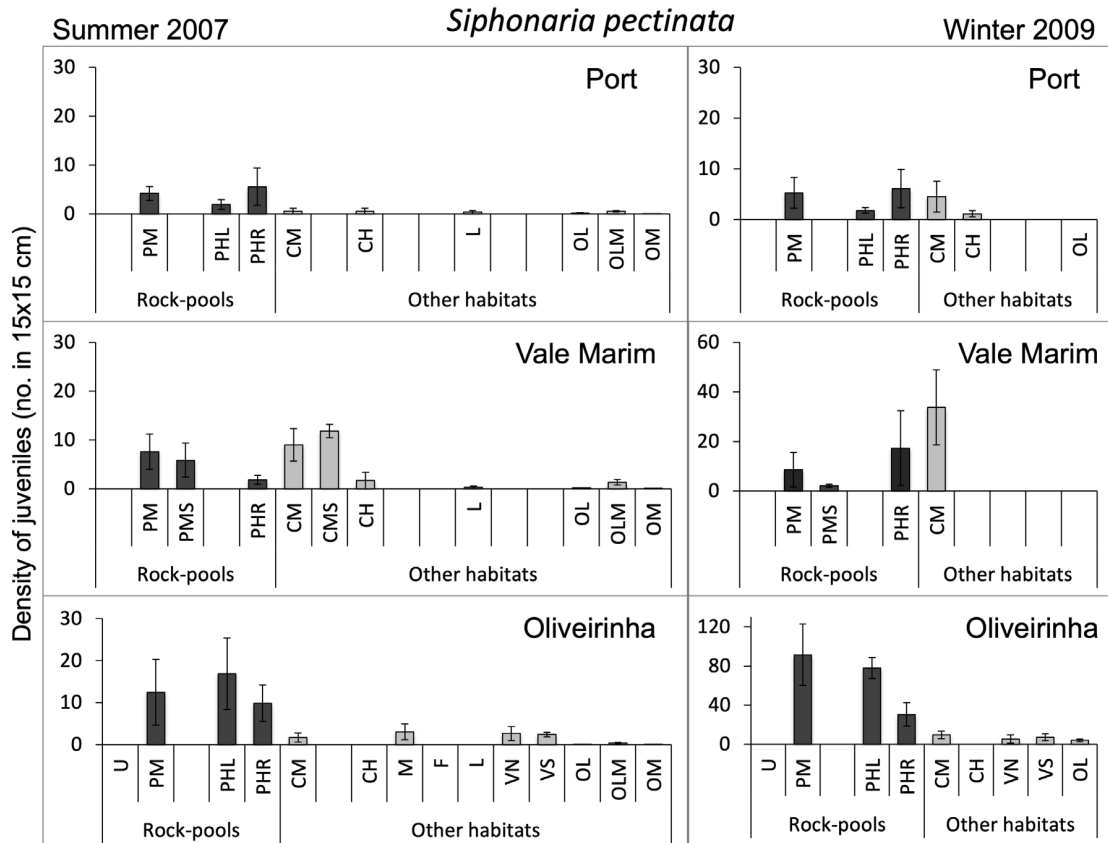 Siphonaria pectinata
Summer 2007
Winter 2009
Density of juveniles (no. in 15x15 cm)
Port
30
20
10
0
PM PHL PHR CM CH L OL OLM OM
Rock-pools Other habitats
Port
30
20
10
0
PM PHL PHR CM CH OL
Rock-pools Other habitats
Vale Marim
30
20
10
0
PM PMS PHR CM CMS CH L OL OLM OM
Rock-pools Other habitats
Vale Marim
60
40
20
0
PM PMS PHR CM
Rock-pools Other habitats
Oliveirinha
30
20
10
0
U PM PHL PHR CM CH M F L VN VS OL OLM OM
Rock-pools Other habitats
Oliveirinha
120
80
40
0
U PM PHL PHR CM CH VN VS OL
Rock-pools Other habitats